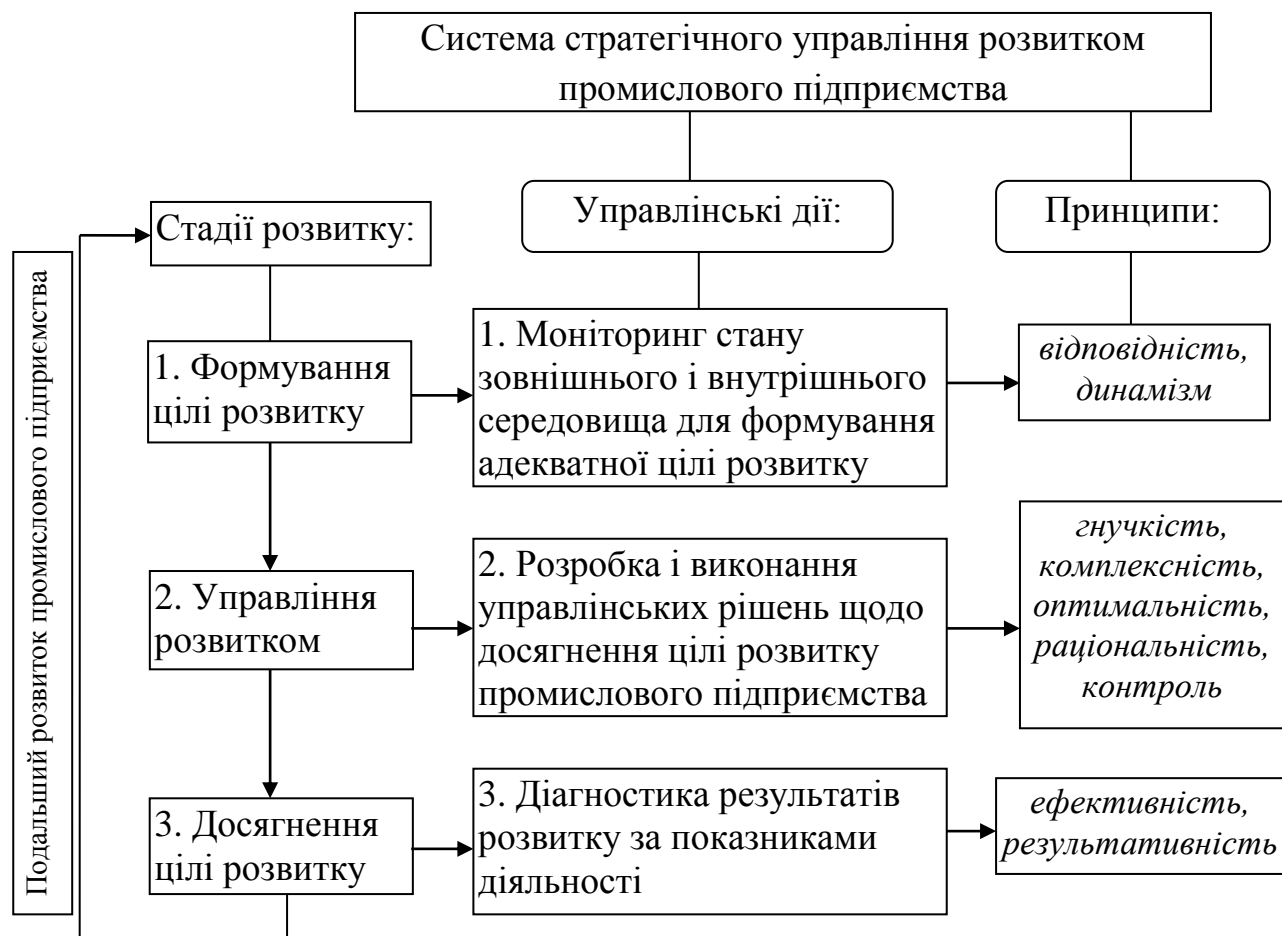 Система стратегічного управління розвитком
промислового підприємства
Управлінські дії:
Принципи:
Стадії розвитку:
Подальший розвиток промислового підприємства
1. Формування
цілі розвитку
1. Моніторинг стану
зовнішнього і внутрішнього
середовища для формування
адекватної цілі розвитку
відповідність,
динамізм
2. Управління
розвитком
2. Розробка і виконання
управлінських рішень щодо
досягнення цілі розвитку
промислового підприємства
гнучкість,
комплексність,
оптимальність,
раціональність,
контроль
3. Досягнення
цілі розвитку
3. Діагностика результатів
розвитку за показниками
діяльності
ефективність,
результативність